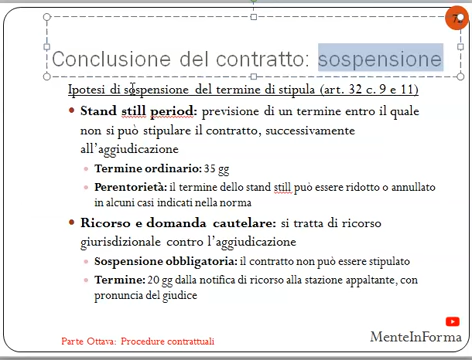 7
Conclusione del contratto: sospensione
Ipotesi di sospensione del termine di stipula (art. 32 c. 9 e 11)
Stand still period: previsione di un termine entro il quale
non si può stipulare il contratto, successivamente
all'aggiudicazione
Termine ordinario: 35 gg
Perentorietà: il termine dello stand still può essere ridotto o annullato
in alcuni casi indicati nella norma
Ricorso e domanda cautelare: si tratta di ricorso
giurisdizionale contro l'aggiudicazione
Sospensione obbligatoria: il contratto non può essere stipulato
Termine: 20 gg dalla notifica di ricorso alla stazione appaltante, con
pronuncia del giudice
Parte Ottava: Procedure contrattuali
MenteInForma